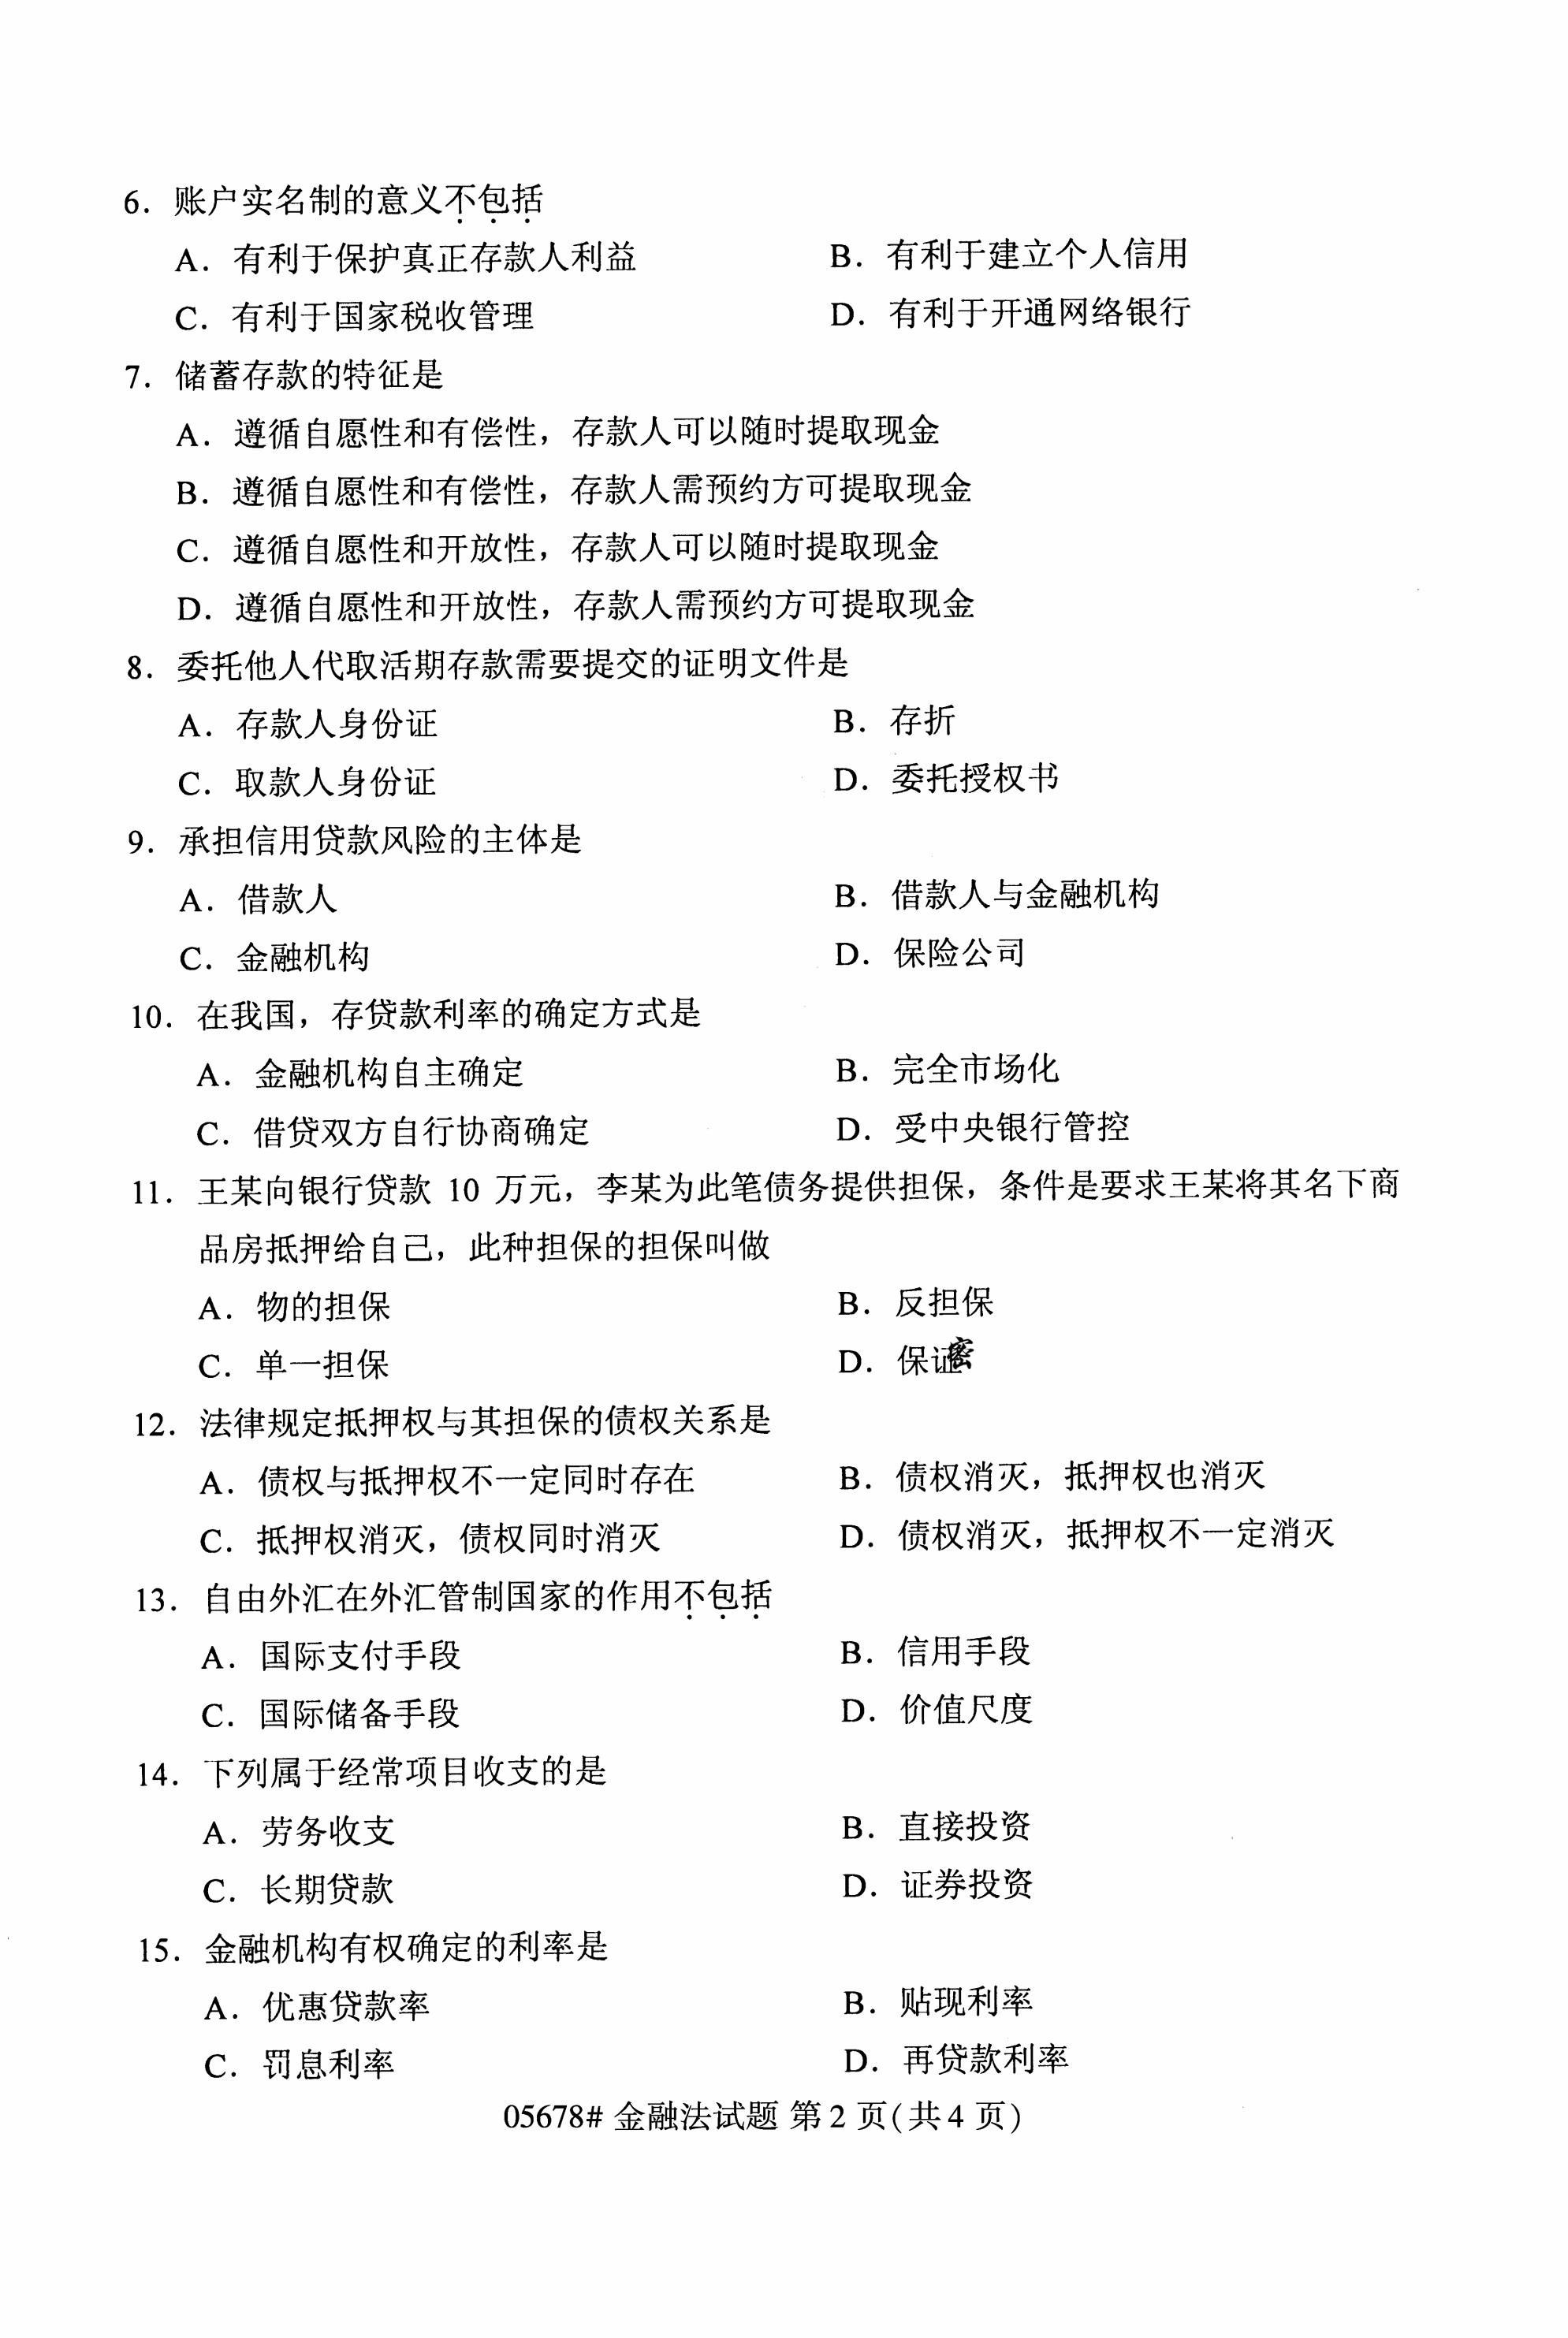 6. 账户实名制的意义不包括
A. 有利于保护真正存款人利益 B. 有利于建立个人信用
C. 有利于国家税收管理 D. 有利于开通网络银行
7. 储蓄存款的特征是
A. 遵循自愿性和有偿性，存款人可以随时提取现金
B. 遵循自愿性和有偿性，存款人需预约方可提取现金
C. 遵循自愿性和开放性，存款人可以随时提取现金
D. 遵循自愿性和开放性，存款人需预约方可提取现金
8. 委托他人代取活期存款需要提交的证明文件是
A. 存款人身份证 B. 存折
C. 取款人身份证 D. 委托授权书
9. 承担信用贷款风险的主体是
A. 借款人 B. 借款人与金融机构
C. 金融机构 D. 保险公司
10. 在我国，存贷款利率的确定方式是
A. 金融机构自主确定 B. 完全市场化
C. 借贷双方自行协商确定 D. 受中央银行管控
11. 王某向银行贷款 10 万元，李某为此笔债务提供担保，条件是要求王某将其名下商
品房抵押给自己，此种担保的担保叫做
A. 物的担保 B. 反担保
C. 单一担保 D. 保证密
12. 法律规定抵押权与其担保的债权关系是
A. 债权与抵押权不一定同时存在 B. 债权消灭，抵押权也消灭
C. 抵押权消灭，债权同时消灭 D. 债权消灭，抵押权不一定消灭
13. 自由外汇在外汇管制国家的作用不包括
A. 国际支付手段 B. 信用手段
C. 国际储备手段 D. 价值尺度
14. 下列属于经常项目收支的是
A. 劳务收支 B. 直接投资
C. 长期贷款 D. 证券投资
15. 金融机构有权确定的利率是
A. 优惠贷款率 B. 贴现利率
C. 罚息利率 D. 再贷款利率
05678# 金融法试题 第 2 页(共 4 页)